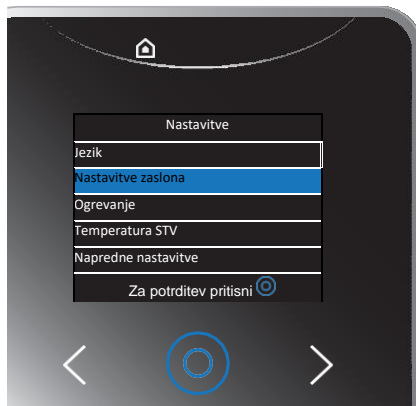 Nastavitve
Jezik
Nastavitve zaslona
Ogrevanje
Temperatura STV
Napredne nastavitve
Za potrditev pritisni